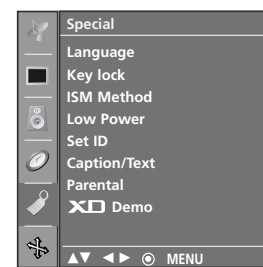 Special
Language
Key lock
ISM Method
Low Power
Set ID
Caption/Text
Parental
XD Demo
▲▼ ◄► ◉ MENU